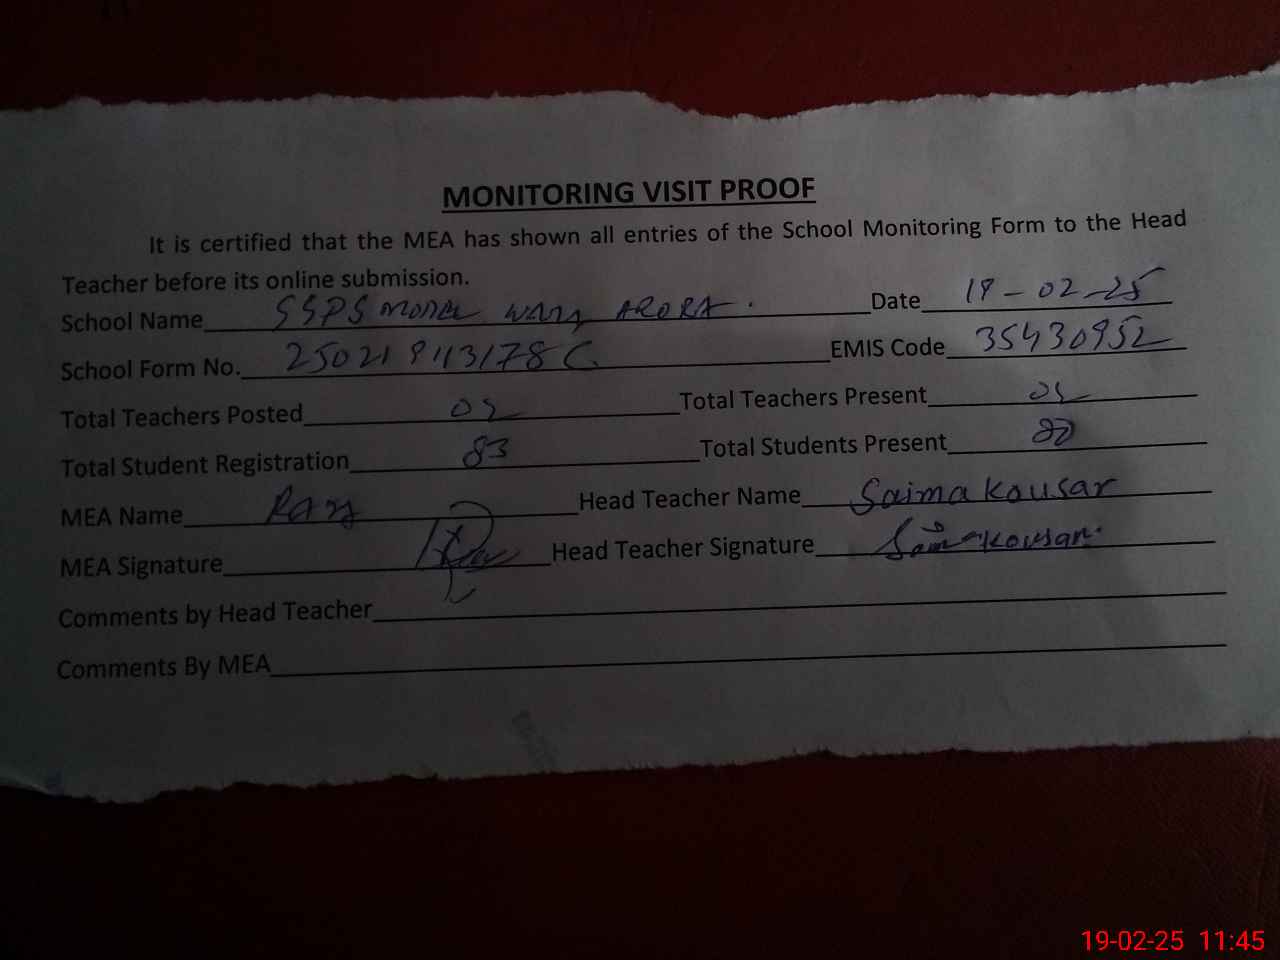 MONITORING VISIT PROOF
It is certified that the MEA has shown all entries of the School Monitoring Form to the Head
Teacher before its online submission.
School Name SSPS MODEL ARORA. Date 19-02-25
School Form No. EMIS Code 35430952
Total Teachers Posted Total Teachers Present
Total Student Registration 83 Total Students Present
MEA Name Head Teacher Name Saima Kousar
MEA Signature Head Teacher Signature Saima Kousar
Comments by Head Teacher
Comments By MEA
19-02-25 11:45